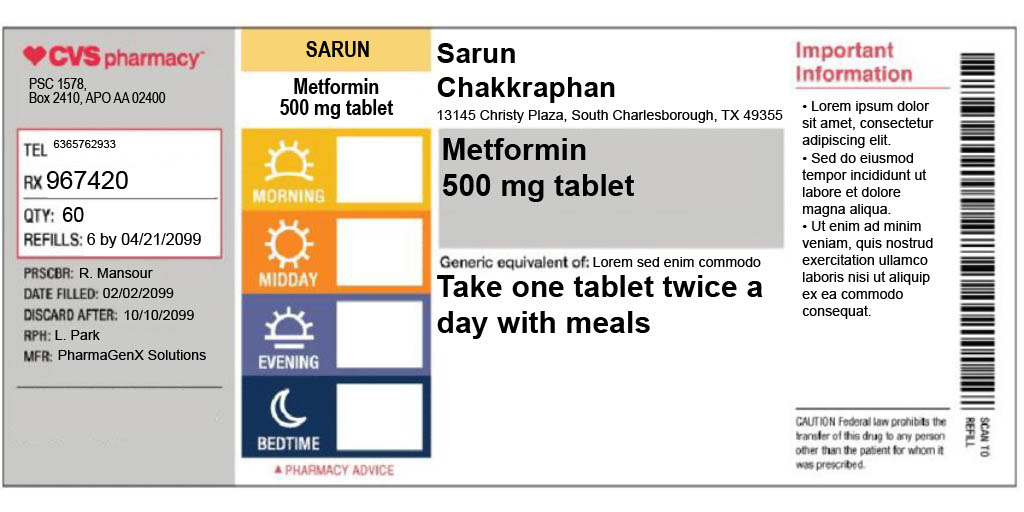 CVS pharmacy
PSC 1578,
Box 2410, APO AA 02400
TEL 6365762933
RX 967420
QTY: 60
REFILLS: 6 by 04/21/2099
PRSCBR: R. Mansour
DATE FILLED: 02/02/2099
DISCARD AFTER: 10/10/2099
RPH: L. Park
MFR: PharmaGenX Solutions
SARUN
Metformin
500 mg tablet
MORNING
MIDDAY
EVENING
BEDTIME
▲ PHARMACY ADVICE
Sarun
Chakkraphan
13145 Christy Plaza, South Charlesborough, TX 49355
Metformin
500 mg tablet
Generic equivalent of: Lorem sed enim commodo
Take one tablet twice a
day with meals
Important
Information
• Lorem ipsum dolor
sit amet, consectetur
adipiscing elit.
• Sed do eiusmod
tempor incididunt ut
labore et dolore
magna aliqua.
• Ut enim ad minim
veniam, quis nostrud
exercitation ullamco
laboris nisi ut aliquip
ex ea commodo
consequat.
CAUTION Federal law prohibits the
transfer of this drug to any person
other than the patient for whom it
was prescribed.
SCAN TO
REFILL